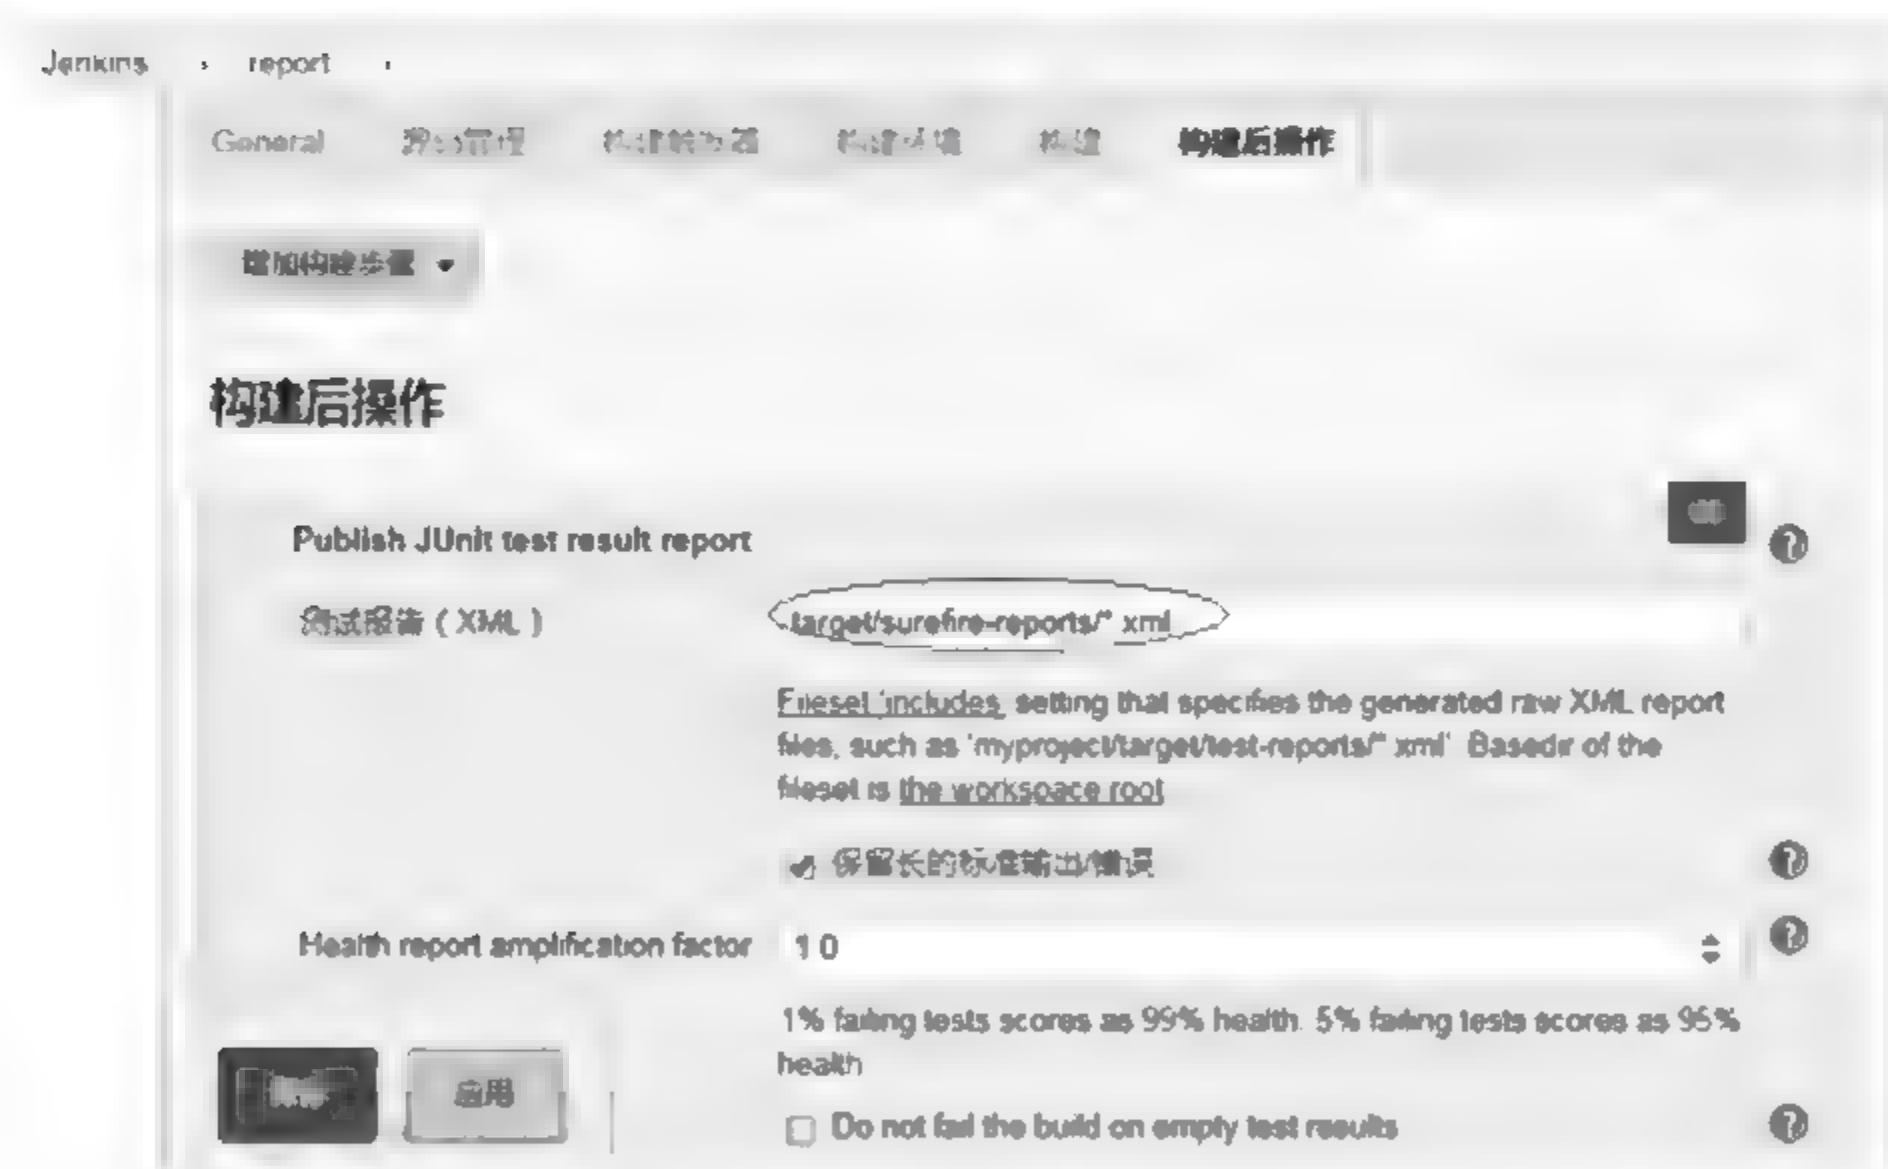 Jenkins › report ›
General 源码管理 构建触发器 构建环境 构建 构建后操作
增加构建步骤
构建后操作
Publish JUnit test result report
测试报告 ( XML ) target/surefire-reports/*.xml
Fileset 'includes' setting that specifies the generated raw XML report
files, such as 'myproject/target/test-reports/*.xml'. Basedir of the
fileset is the workspace root
保留长的标准输出/错误
Health report amplification factor 1.0
1% failing tests scores as 99% health. 5% failing tests scores as 95%
health
应用
Do not fail the build on empty test results